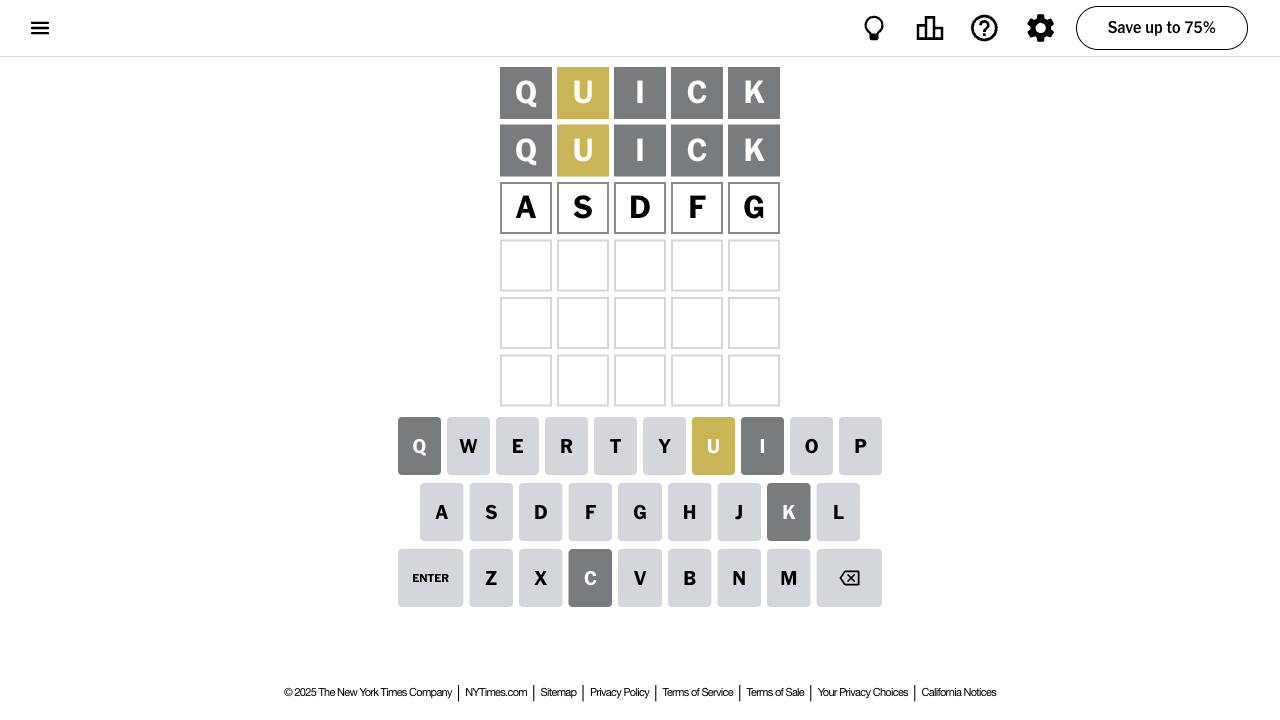 Save up to 75%
Q U I C K
Q U I C K
A S D F G
Q W E R T Y U I O P
A S D F G H J K L
ENTER Z X C V B N M
© 2025 The New York Times Company | NYTimes.com | Sitemap | Privacy Policy | Terms of Service | Terms of Sale | Your Privacy Choices | California Notices